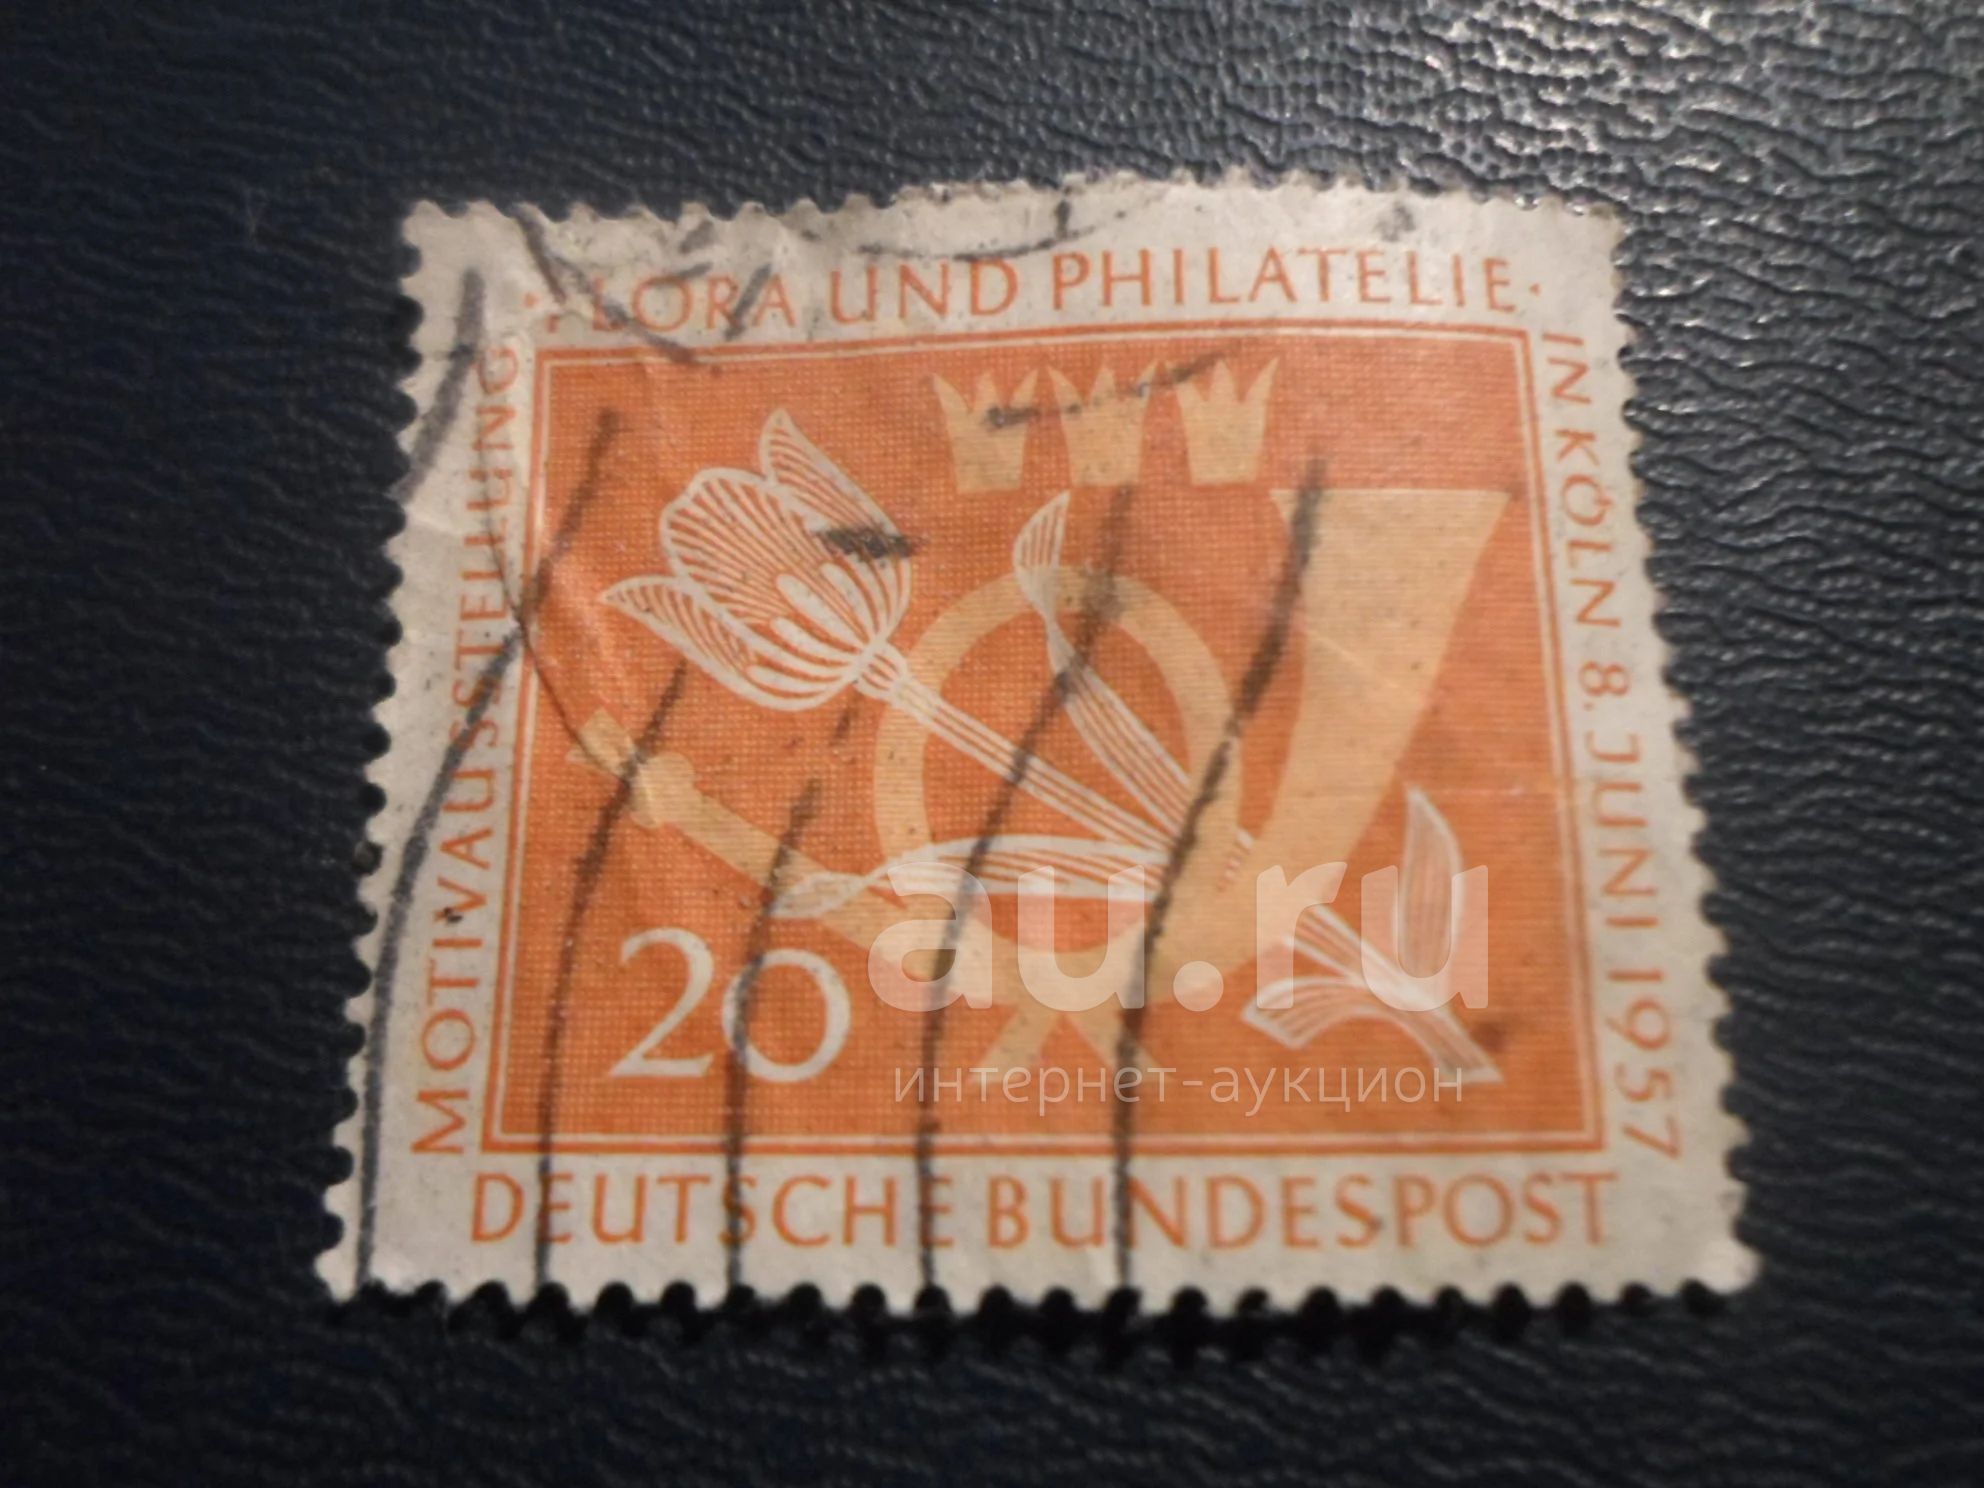 MOTIVAUSSTELLUNG
· FLORA UND PHILATELIE ·
IN KÖLN 8. JUNI 1957
20
DEUTSCHE BUNDESPOST
au.ru
интернет-аукцион